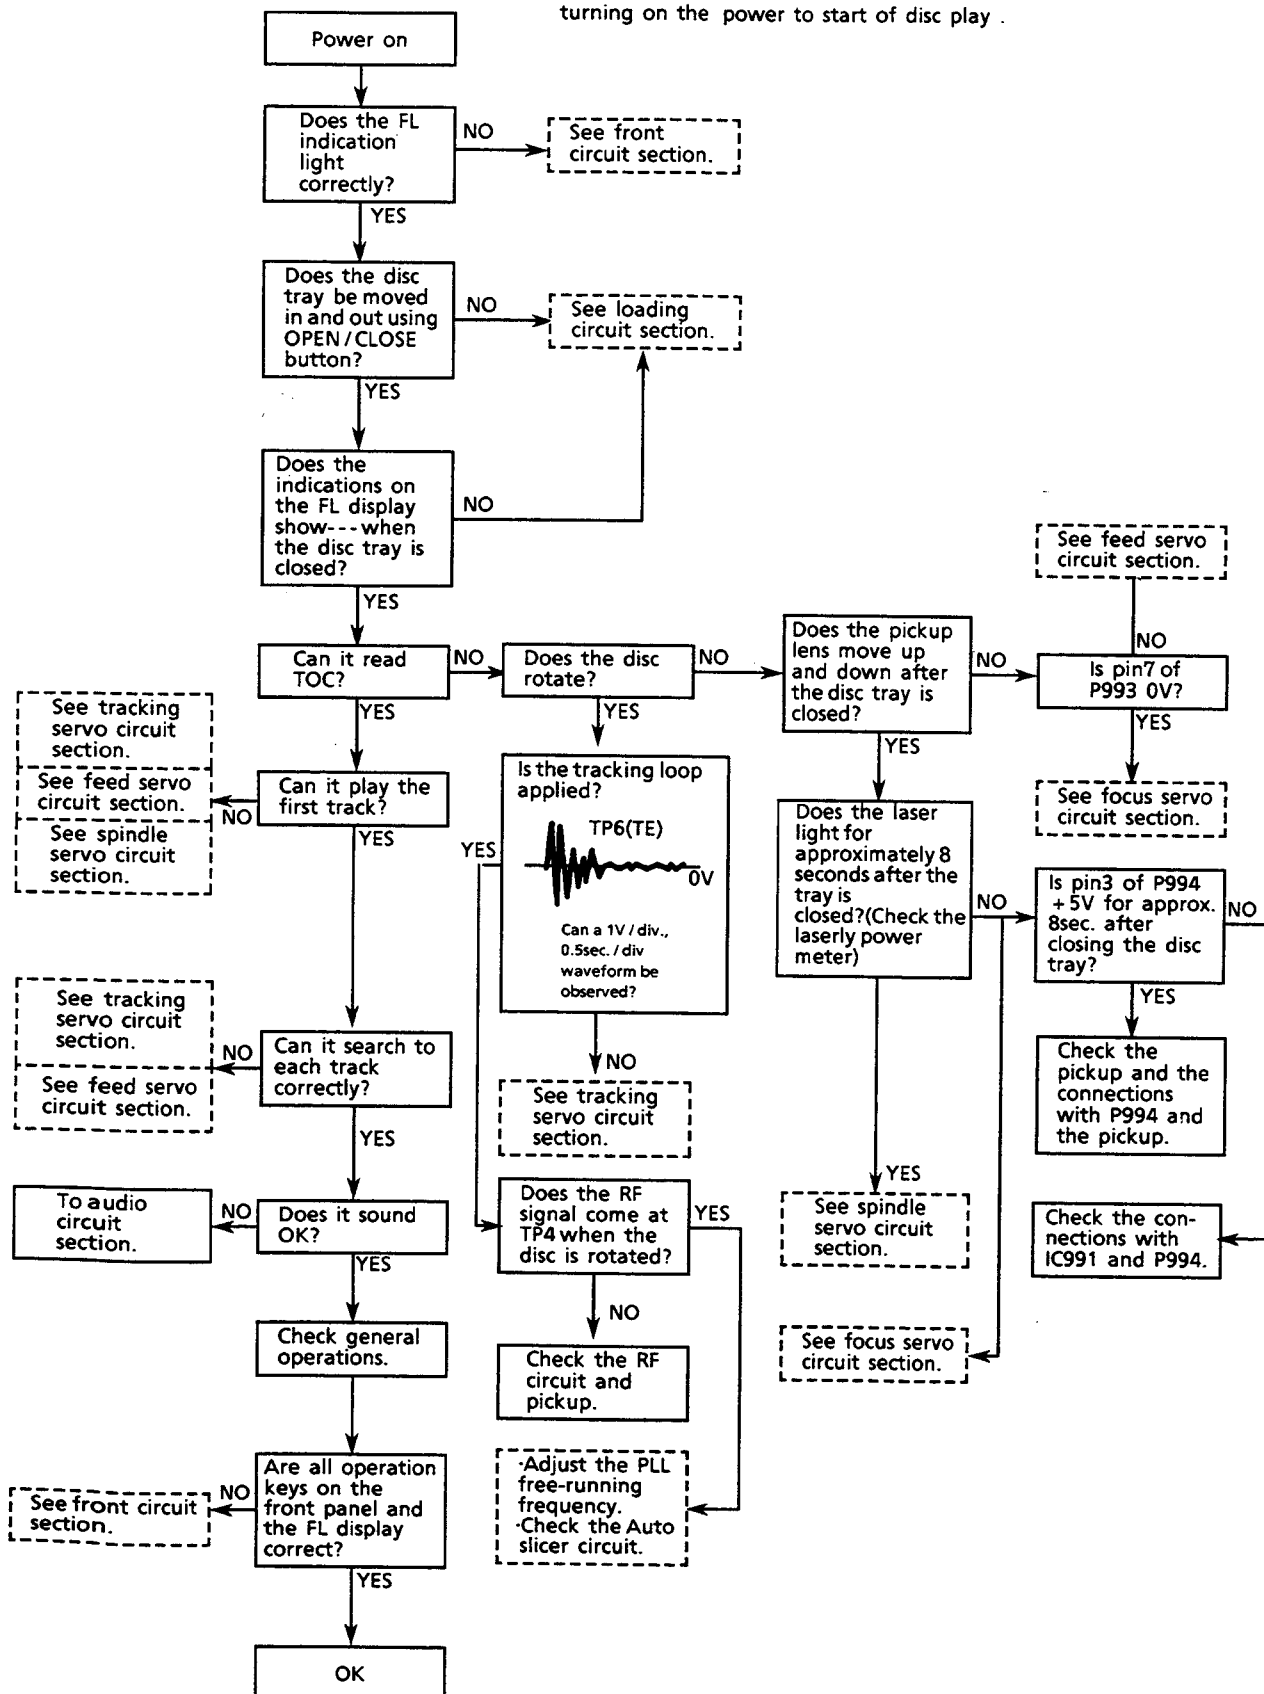 turning on the power to start of disc play .
Power on
Does the FL
indication
light
correctly?
NO
See front
circuit section.
YES
Does the disc
tray be moved
in and out using
OPEN/CLOSE
button?
NO
See loading
circuit section.
YES
Does the
indications on
the FL display
show---when
the disc tray is
closed?
NO
YES
Can it read
TOC?
NO
Does the disc
rotate?
NO
Does the pickup
lens move up
and down after
the disc tray is
closed?
NO
Is pin7 of
P993 0V?
NO
See feed servo
circuit section.
YES
See focus servo
circuit section.
YES
See tracking
servo circuit
section.
See feed servo
circuit section.
See spindle
servo circuit
section.
NO
Can it play the
first track?
YES
YES
Is the tracking loop
applied?
TP6(TE)
0V
Can a 1V/div.,
0.5sec./div
waveform be
observed?
YES
NO
See tracking
servo circuit
section.
YES
Does the laser
light for
approximately 8
seconds after the
tray is
closed?(Check the
laserly power
meter)
NO
Is pin3 of P994
+5V for approx.
8sec. after
closing the disc
tray?
NO
YES
Check the
pickup and the
connections
with P994 and
the pickup.
Check the con-
nections with
IC991 and P994.
YES
See spindle
servo circuit
section.
See focus servo
circuit section.
See tracking
servo circuit
section.
See feed servo
circuit section.
NO
Can it search to
each track
correctly?
YES
To audio
circuit
section.
NO
Does it sound
OK?
YES
Does the RF
signal come at
TP4 when the
disc is rotated?
YES
NO
Check the RF
circuit and
pickup.
·Adjust the PLL
free-running
frequency.
·Check the Auto
slicer circuit.
Check general
operations.
See front circuit
section.
NO
Are all operation
keys on the
front panel and
the FL display
correct?
YES
OK